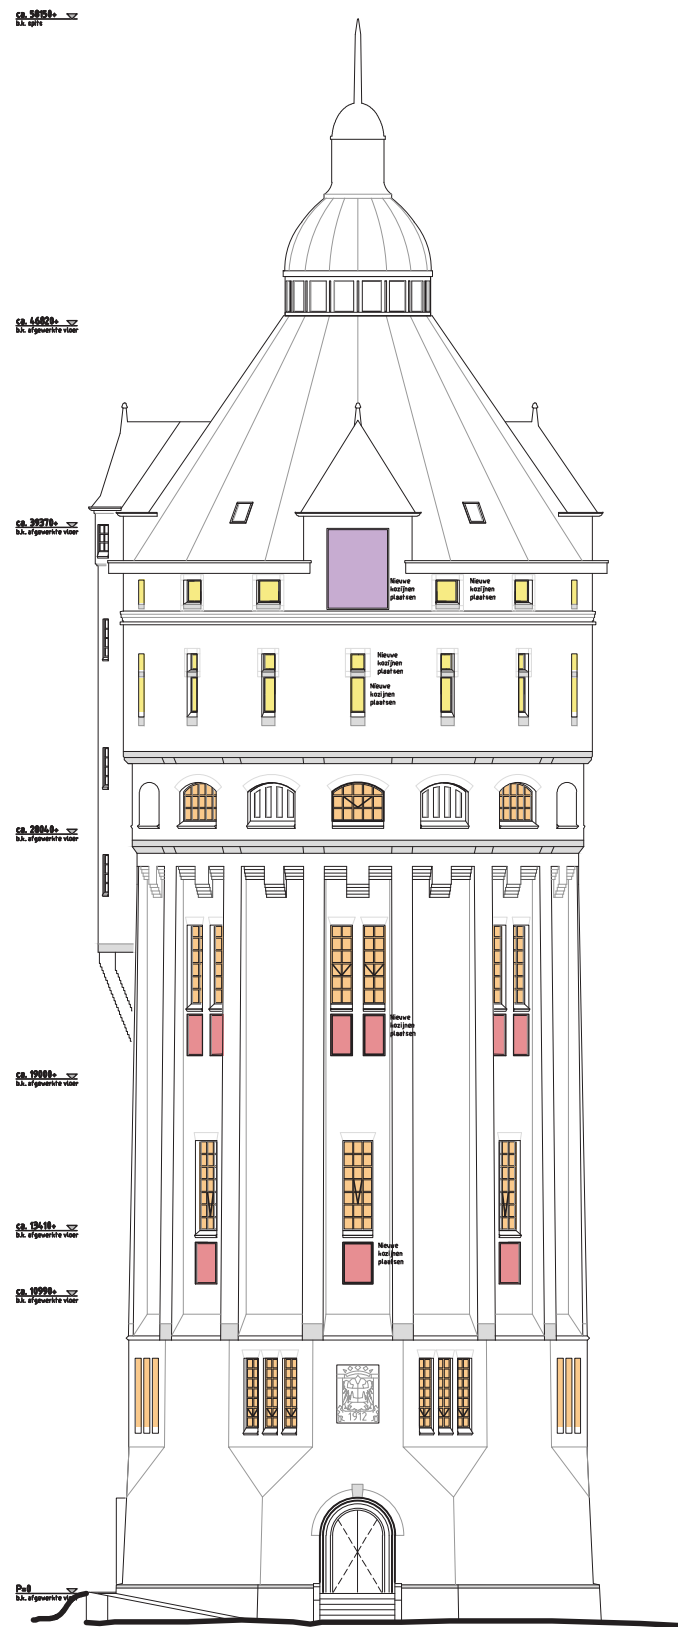 ca. 58150+
b.k. spits
ca. 46820+
b.k. afgewerkte vloer
ca. 39370+
b.k. afgewerkte vloer
Nieuwe
kozijnen
plaatsen
Nieuwe
kozijnen
plaatsen
Nieuwe
kozijnen
plaatsen
Nieuwe
kozijnen
plaatsen
ca. 28040+
b.k. afgewerkte vloer
Nieuwe
kozijnen
plaatsen
ca. 19000+
b.k. afgewerkte vloer
ca. 13410+
b.k. afgewerkte vloer
Nieuwe
kozijnen
plaatsen
ca. 10990+
b.k. afgewerkte vloer
1912
P=0
b.k. afgewerkte vloer